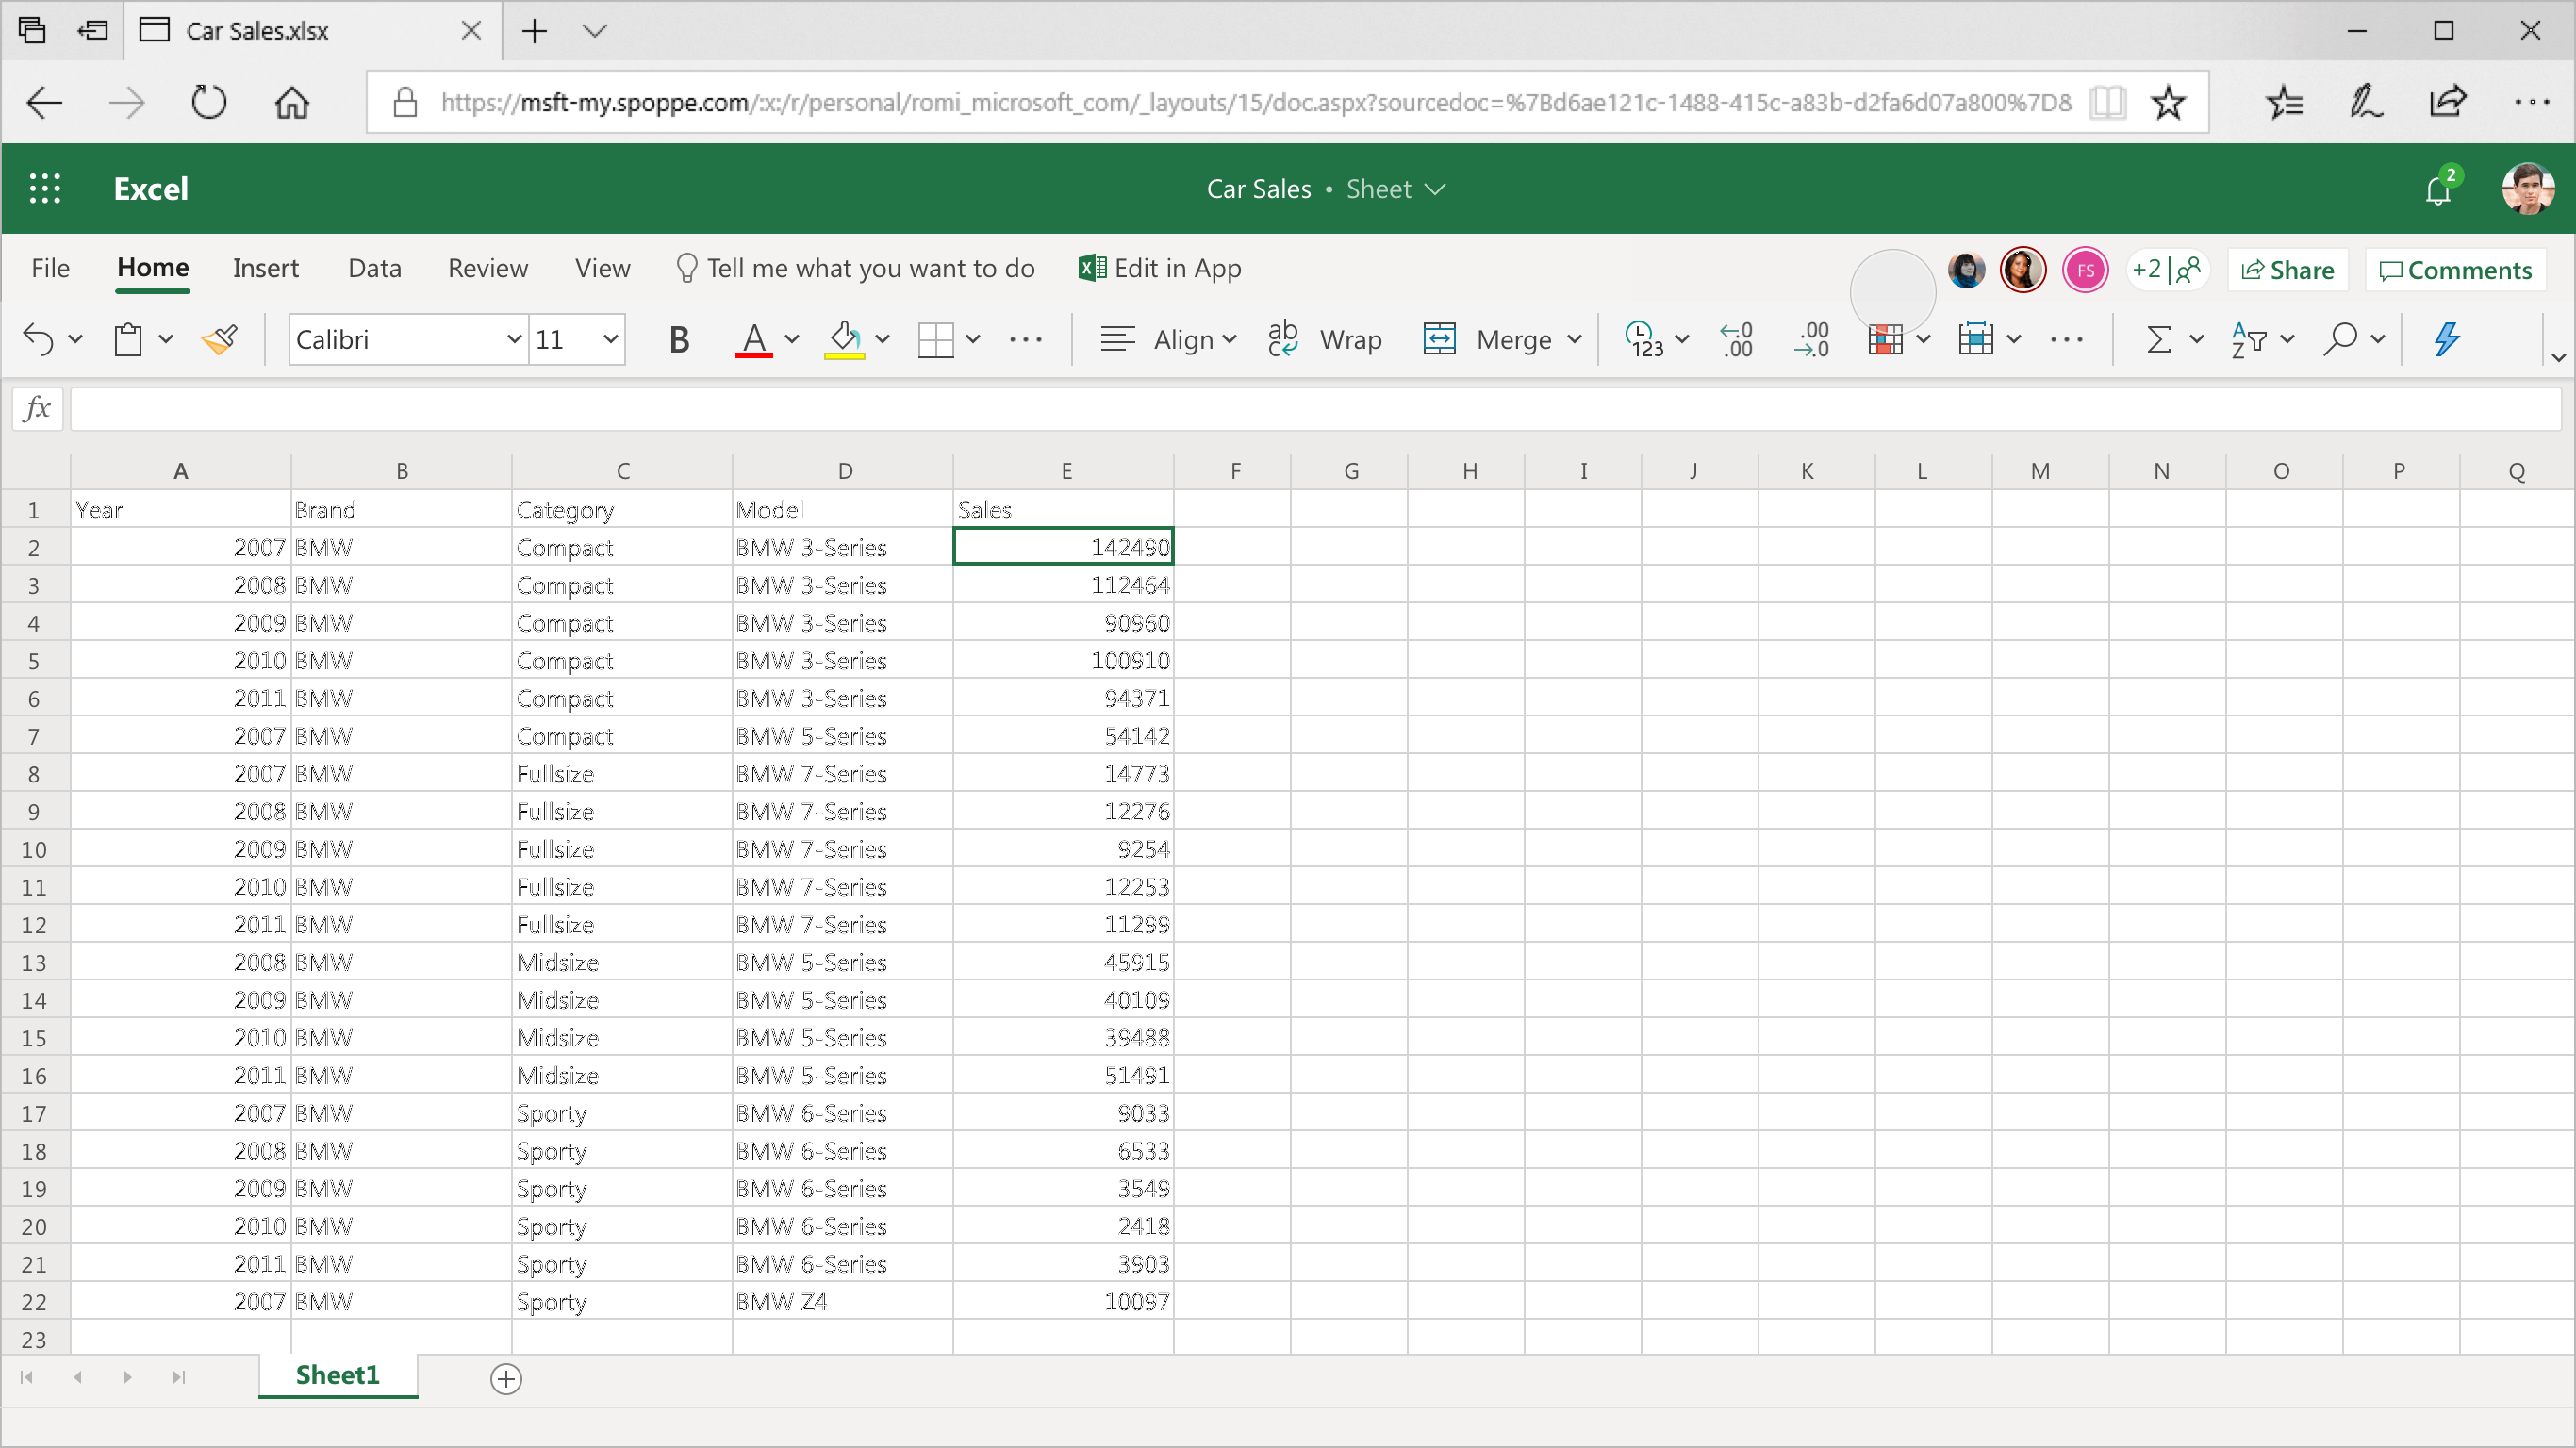 Car Sales.xlsx
https://msft-my.spoppe.com/:x:/r/personal/romi_microsoft_com/_layouts/15/doc.aspx?sourcedoc=%7Bd6ae121c-1488-415c-a83b-d2fa6d07a800%7D&
Excel
Car Sales • Sheet
2
File Home Insert Data Review View Tell me what you want to do Edit in App
FS +2 Share Comments
Calibri 11 B A Align ab c Wrap Merge 123 0 .00 .00 0 Σ A Z
fx
A B C D E F G H I J K L M N O P Q
1 Year Brand Category Model Sales
2 2007 BMW Compact BMW 3-Series 142490
3 2008 BMW Compact BMW 3-Series 112464
4 2009 BMW Compact BMW 3-Series 90960
5 2010 BMW Compact BMW 3-Series 100910
6 2011 BMW Compact BMW 3-Series 94371
7 2007 BMW Compact BMW 5-Series 54142
8 2007 BMW Fullsize BMW 7-Series 14773
9 2008 BMW Fullsize BMW 7-Series 12276
10 2009 BMW Fullsize BMW 7-Series 9254
11 2010 BMW Fullsize BMW 7-Series 12253
12 2011 BMW Fullsize BMW 7-Series 11299
13 2008 BMW Midsize BMW 5-Series 45915
14 2009 BMW Midsize BMW 5-Series 40109
15 2010 BMW Midsize BMW 5-Series 39488
16 2011 BMW Midsize BMW 5-Series 51491
17 2007 BMW Sporty BMW 6-Series 9033
18 2008 BMW Sporty BMW 6-Series 6533
19 2009 BMW Sporty BMW 6-Series 3549
20 2010 BMW Sporty BMW 6-Series 2418
21 2011 BMW Sporty BMW 6-Series 3903
22 2007 BMW Sporty BMW Z4 10097
23
Sheet1